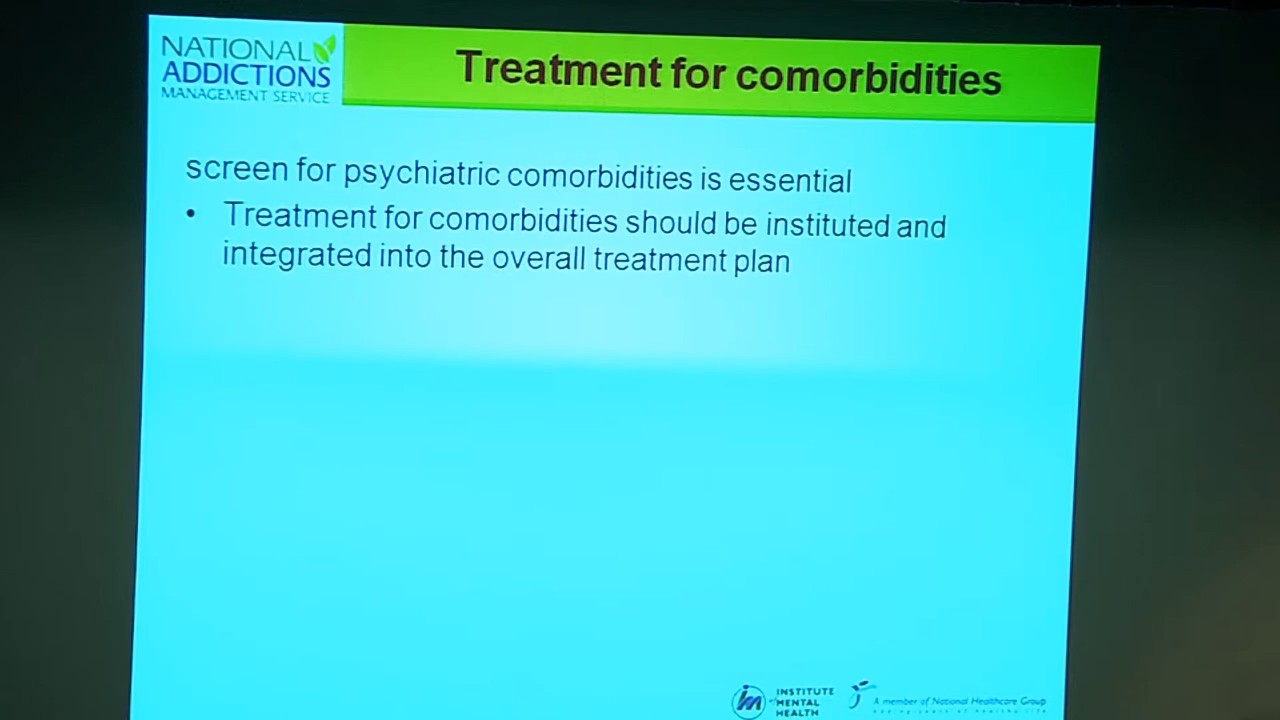 NATIONAL
ADDICTIONS
MANAGEMENT SERVICE
Treatment for comorbidities
screen for psychiatric comorbidities is essential
• Treatment for comorbidities should be instituted and
integrated into the overall treatment plan
INSTITUTE
MENTAL
HEALTH
A member of National Healthcare Group